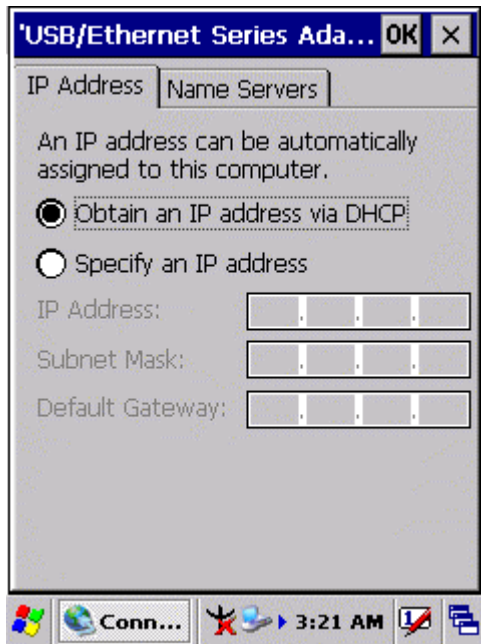 'USB/Ethernet Series Ada... OK ×
IP Address Name Servers
An IP address can be automatically
assigned to this computer.
Obtain an IP address via DHCP
Specify an IP address
IP Address: . . .
Subnet Mask: . . .
Default Gateway: . . .
Conn... 3:21 AM 1